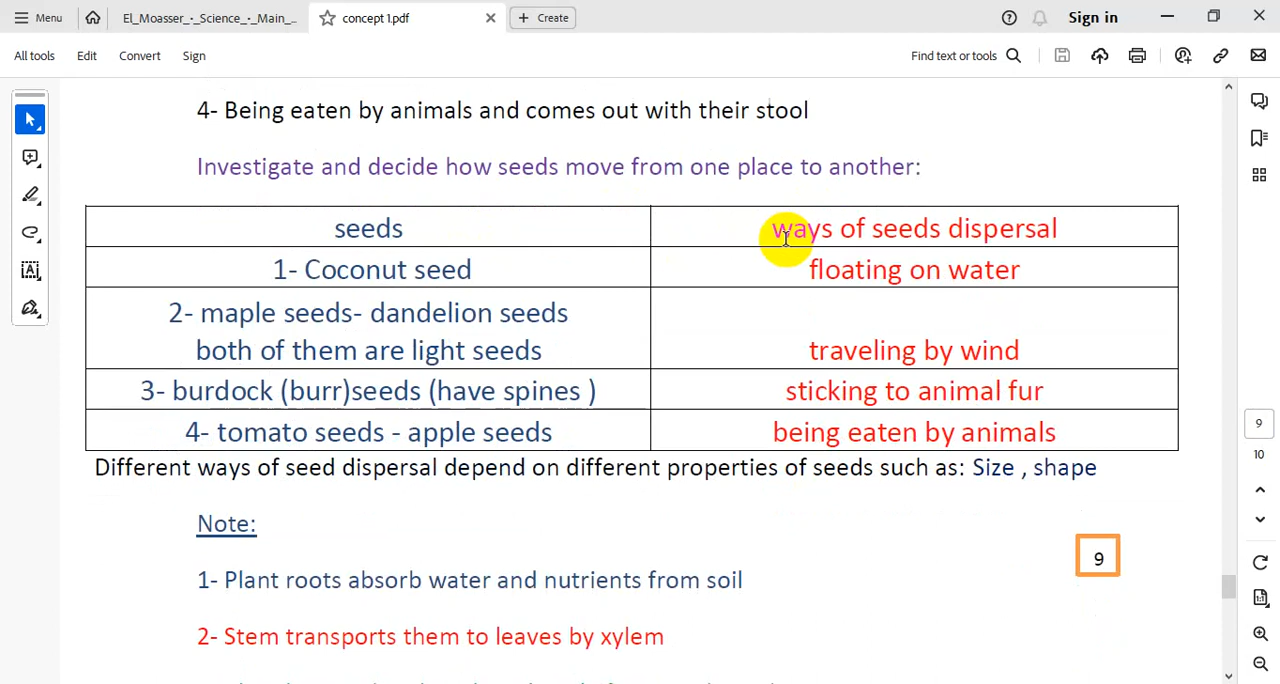 Menu
El_Moasser_-_Science_-_Main_...
concept 1.pdf
Create
Sign in
All tools
Edit
Convert
Sign
Find text or tools
4- Being eaten by animals and comes out with their stool
Investigate and decide how seeds move from one place to another:
seeds
ways of seeds dispersal
1- Coconut seed
floating on water
2- maple seeds- dandelion seeds
both of them are light seeds
traveling by wind
3- burdock (burr)seeds (have spines )
sticking to animal fur
4- tomato seeds - apple seeds
being eaten by animals
Different ways of seed dispersal depend on different properties of seeds such as: Size , shape
Note:
9
1- Plant roots absorb water and nutrients from soil
2- Stem transports them to leaves by xylem
9
10